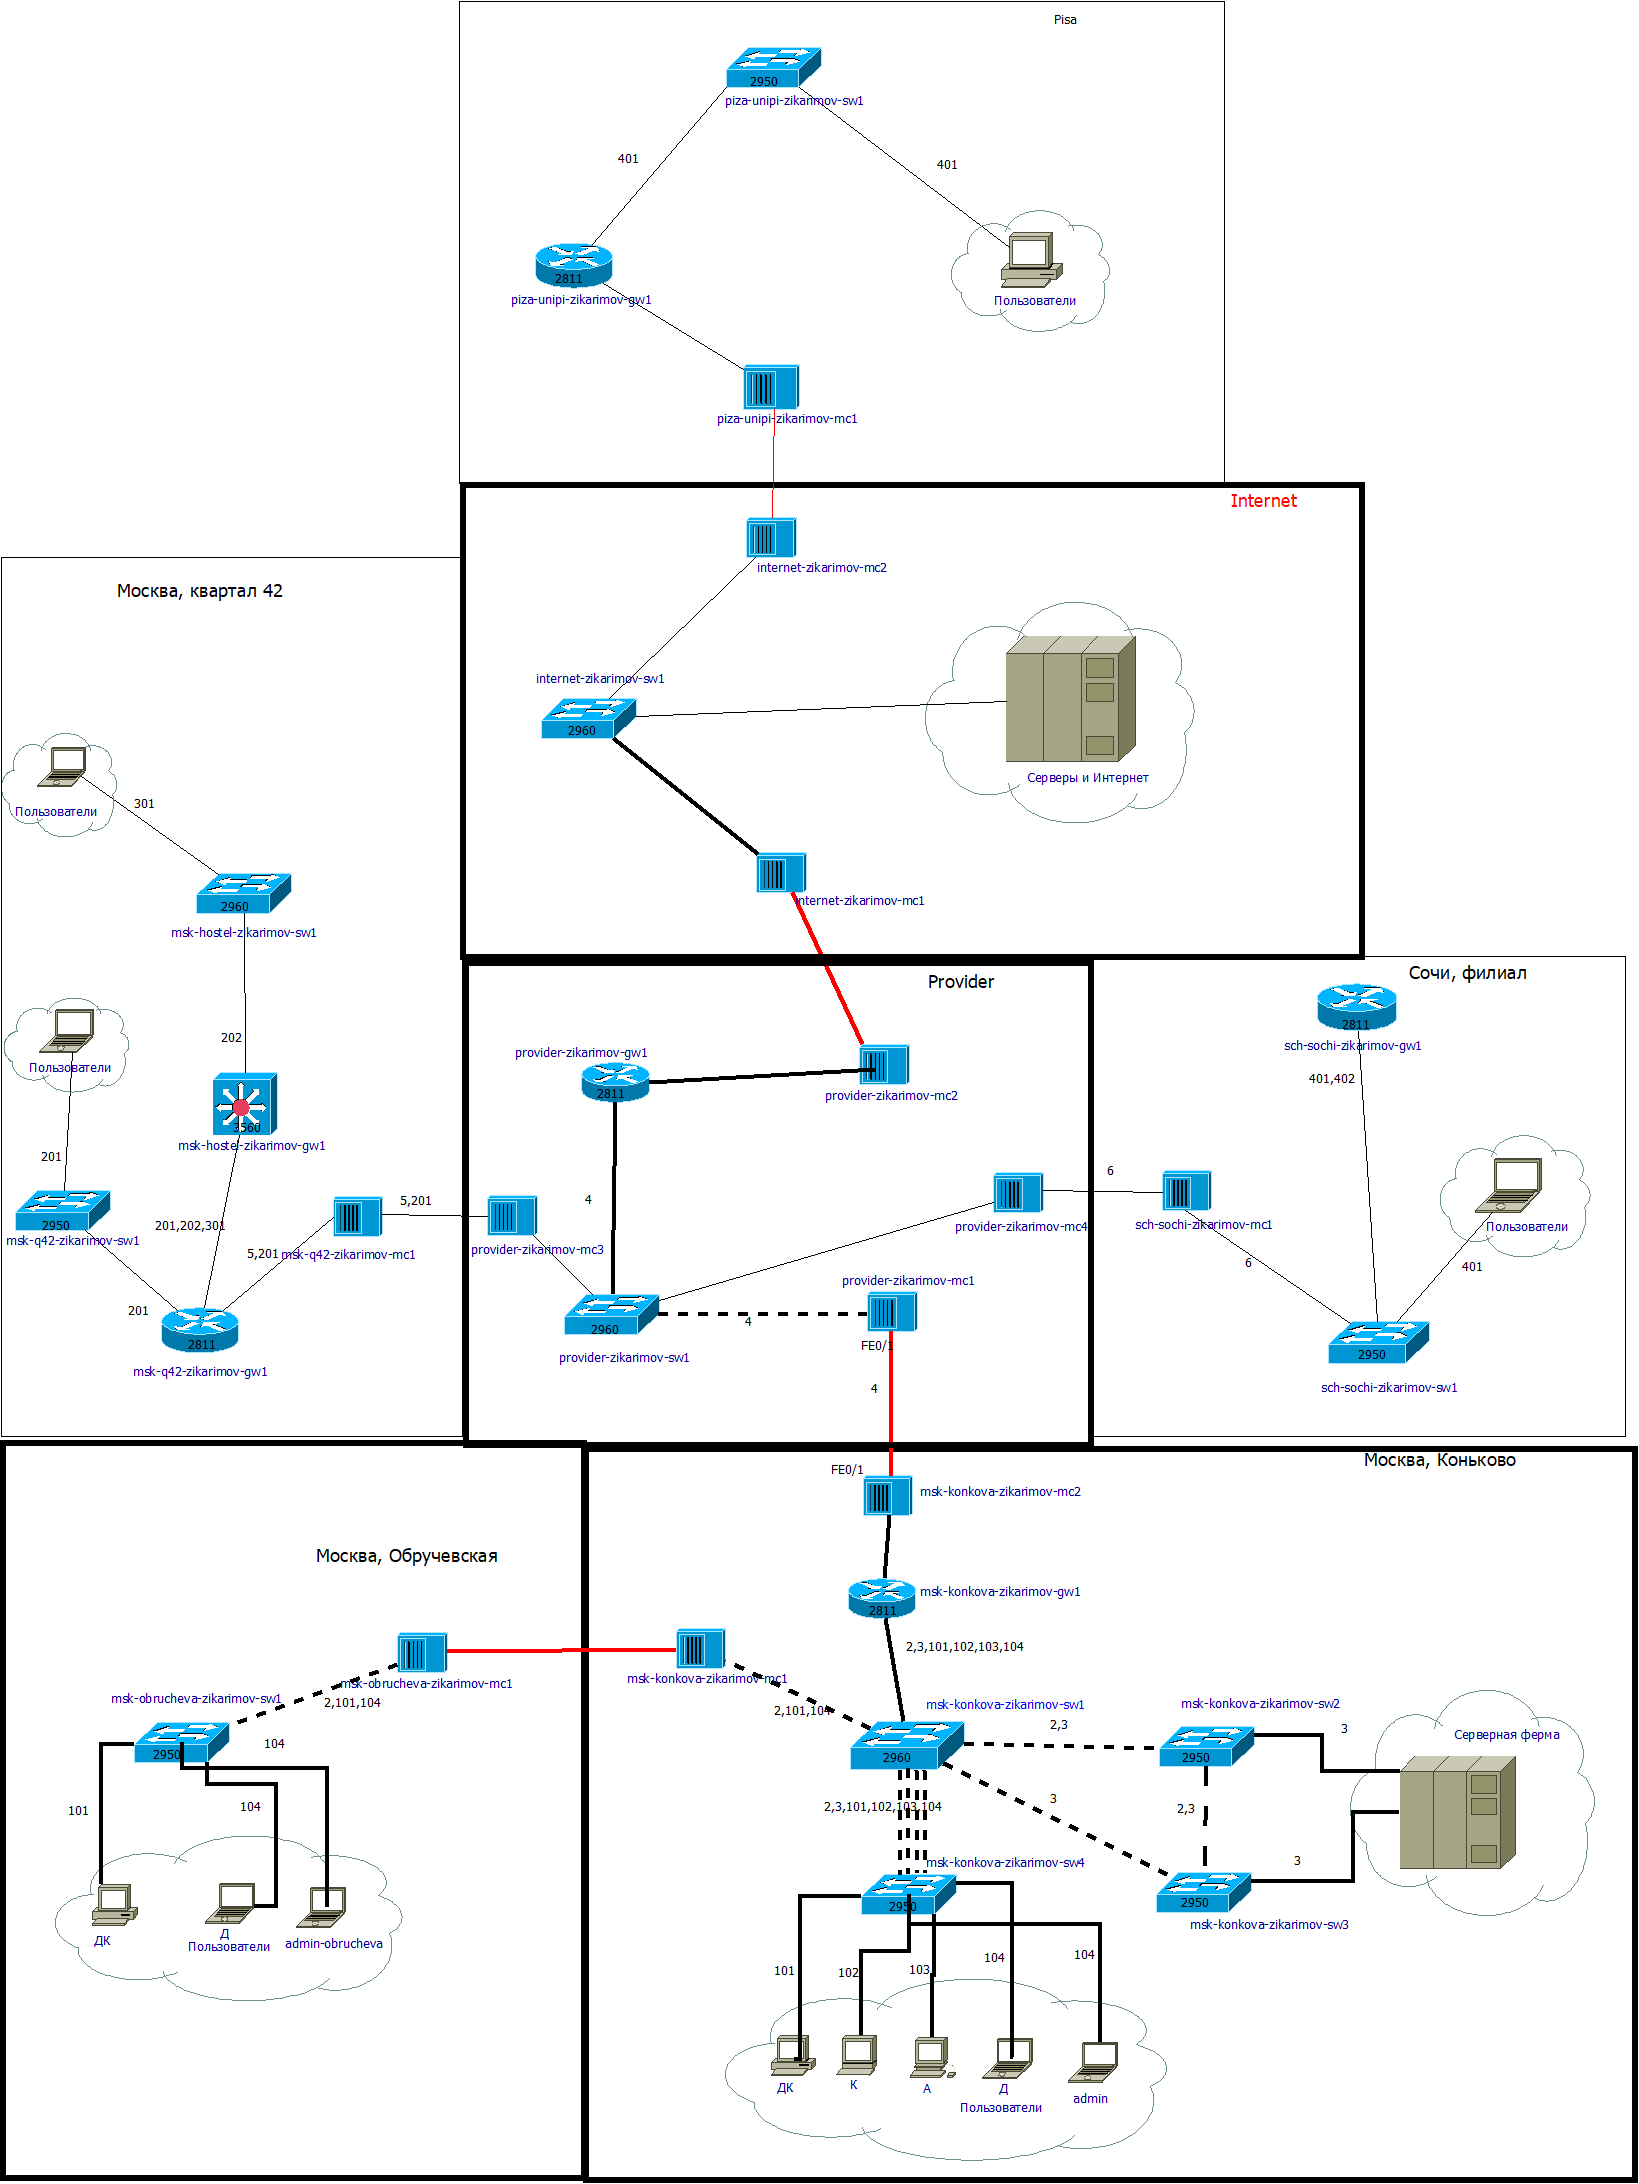 Pisa
2950
piza-unipi-zikarimov-sw1
401
401
2811
piza-unipi-zikarimov-gw1
Пользователи
piza-unipi-zikarimov-mc1
Internet
internet-zikarimov-mc2
internet-zikarimov-sw1
2960
Серверы и Интернет
internet-zikarimov-mc1
Москва, квартал 42
301
Пользователи
2960
msk-hostel-zikarimov-sw1
202
Пользователи
3560
msk-hostel-zikarimov-gw1
201
2950
msk-q42-zikarimov-sw1
201,202,301
5,201
5,201
msk-q42-zikarimov-mc1
201
2811
msk-q42-zikarimov-gw1
Provider
provider-zikarimov-gw1
2811
provider-zikarimov-mc2
4
provider-zikarimov-mc3
provider-zikarimov-mc4
provider-zikarimov-mc1
4
2960
provider-zikarimov-sw1
FE0/1
4
Сочи, филиал
2811
sch-sochi-zikarimov-gw1
401,402
6
sch-sochi-zikarimov-mc1
Пользователи
6
401
2950
sch-sochi-zikarimov-sw1
Москва, Обручевская
msk-obrucheva-zikarimov-mc1
msk-obrucheva-zikarimov-sw1
2,101,104
2950
104
101
104
ДК
Д
Пользователи
admin-obrucheva
Москва, Коньково
FE0/1
msk-konkova-zikarimov-mc2
msk-konkova-zikarimov-gw1
2811
2,3,101,102,103,104
msk-konkova-zikarimov-mc1
2,101,104
msk-konkova-zikarimov-sw1
2960
2,3
msk-konkova-zikarimov-sw2
2950
3
Серверная ферма
2,3,101,102,103,104
3
2,3
msk-konkova-zikarimov-sw4
2950
3
2950
msk-konkova-zikarimov-sw3
101
102
103
104
104
ДК
К
А
Д
Пользователи
admin